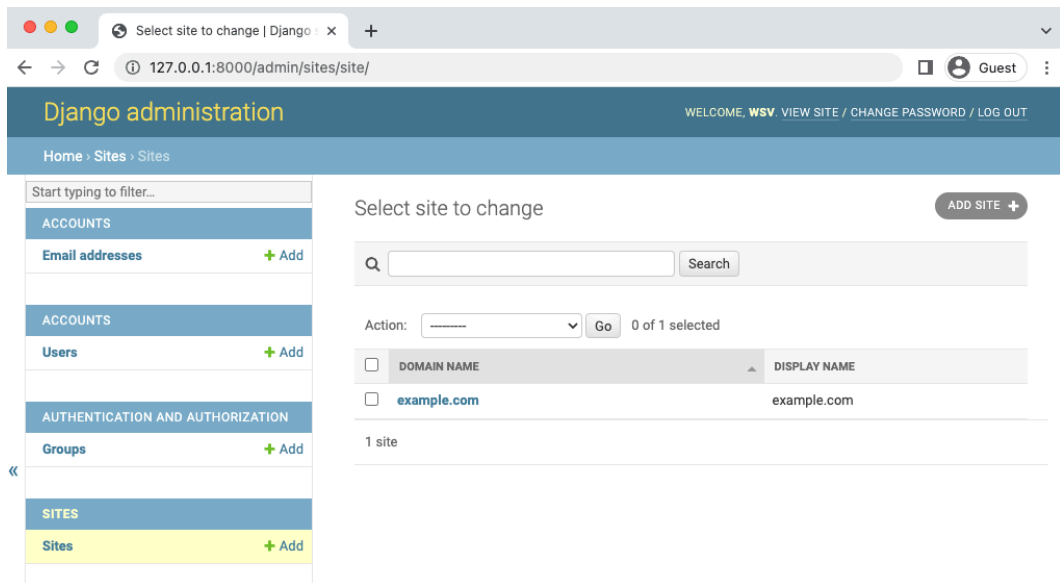 Select site to change | Django s
127.0.0.1:8000/admin/sites/site/
Guest
Django administration
WELCOME, WSV. VIEW SITE / CHANGE PASSWORD / LOG OUT
Home › Sites › Sites
Start typing to filter...
ACCOUNTS
Email addresses + Add
ACCOUNTS
Users + Add
AUTHENTICATION AND AUTHORIZATION
Groups + Add
SITES
Sites + Add
Select site to change
ADD SITE +
Search
Action: --------- Go 0 of 1 selected
DOMAIN NAME DISPLAY NAME
example.com example.com
1 site